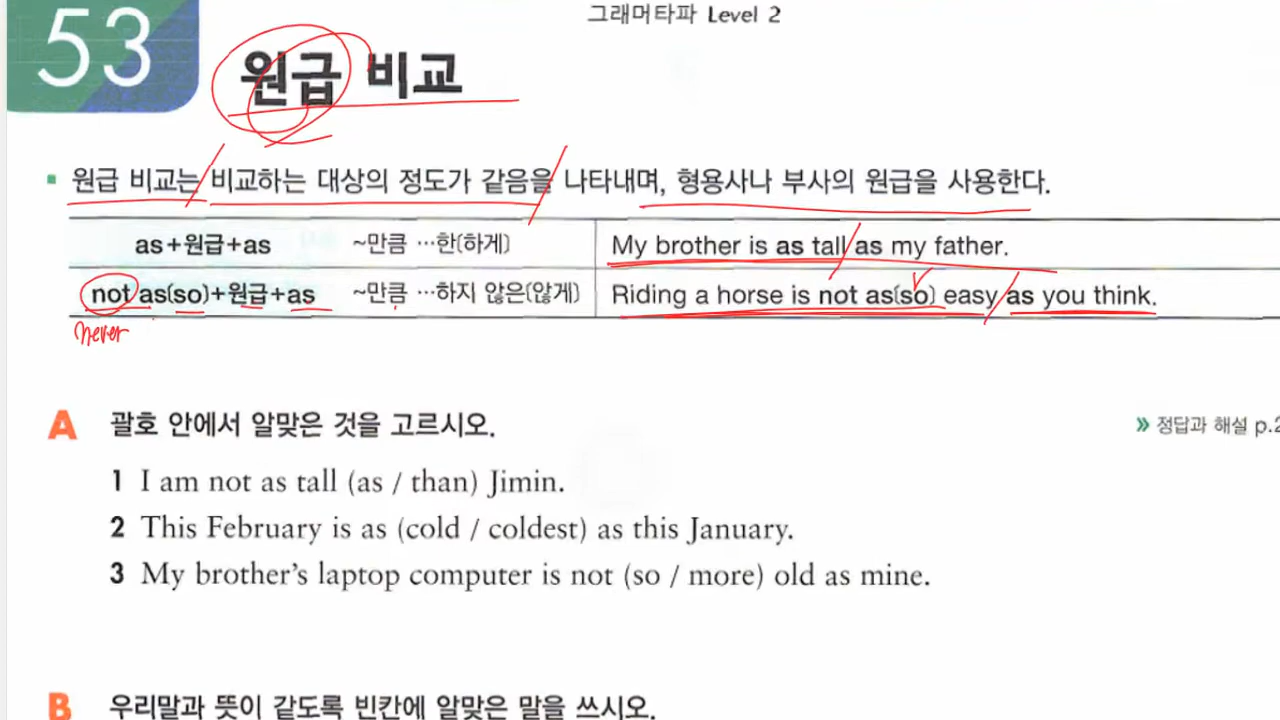 그래머타파 Level 2
53 원급 비교
원급 비교는 비교하는 대상의 정도가 같음을 나타내며, 형용사나 부사의 원급을 사용한다.
as+원급+as ~만큼 …한(하게) My brother is as tall as my father.
not as(so)+원급+as ~만큼 …하지 않은(않게) Riding a horse is not as(so) easy as you think.
never
A 괄호 안에서 알맞은 것을 고르시오.
» 정답과 해설 p.2
1 I am not as tall (as / than) Jimin.
2 This February is as (cold / coldest) as this January.
3 My brother's laptop computer is not (so / more) old as mine.
B 우리말과 뜻이 같도록 빈칸에 알맞은 말을 쓰시오.